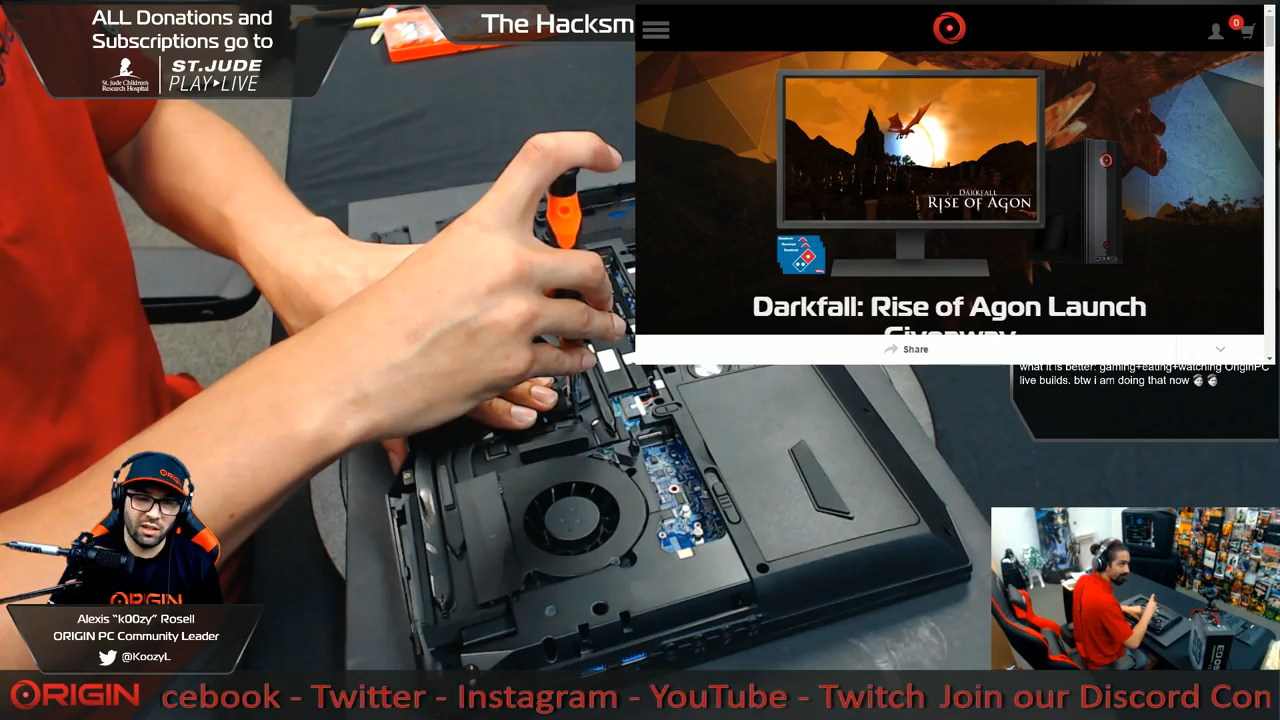 ALL Donations and
Subscriptions go to
St. Jude Children's
Research Hospital
ST.JUDE
PLAY LIVE
The Hacksm
0
DARKFALL
RISE OF AGON
Darkfall: Rise of Agon Launch
Giveaway
Share
what it is better: gaming+eating+watching OriginPC
live builds. btw i am doing that now
ORIGIN
Alexis "k00zy" Rosell
ORIGIN PC Community Leader
@KoozyL
ORIGIN
cebook - Twitter - Instagram - YouTube - Twitch Join our Discord Con